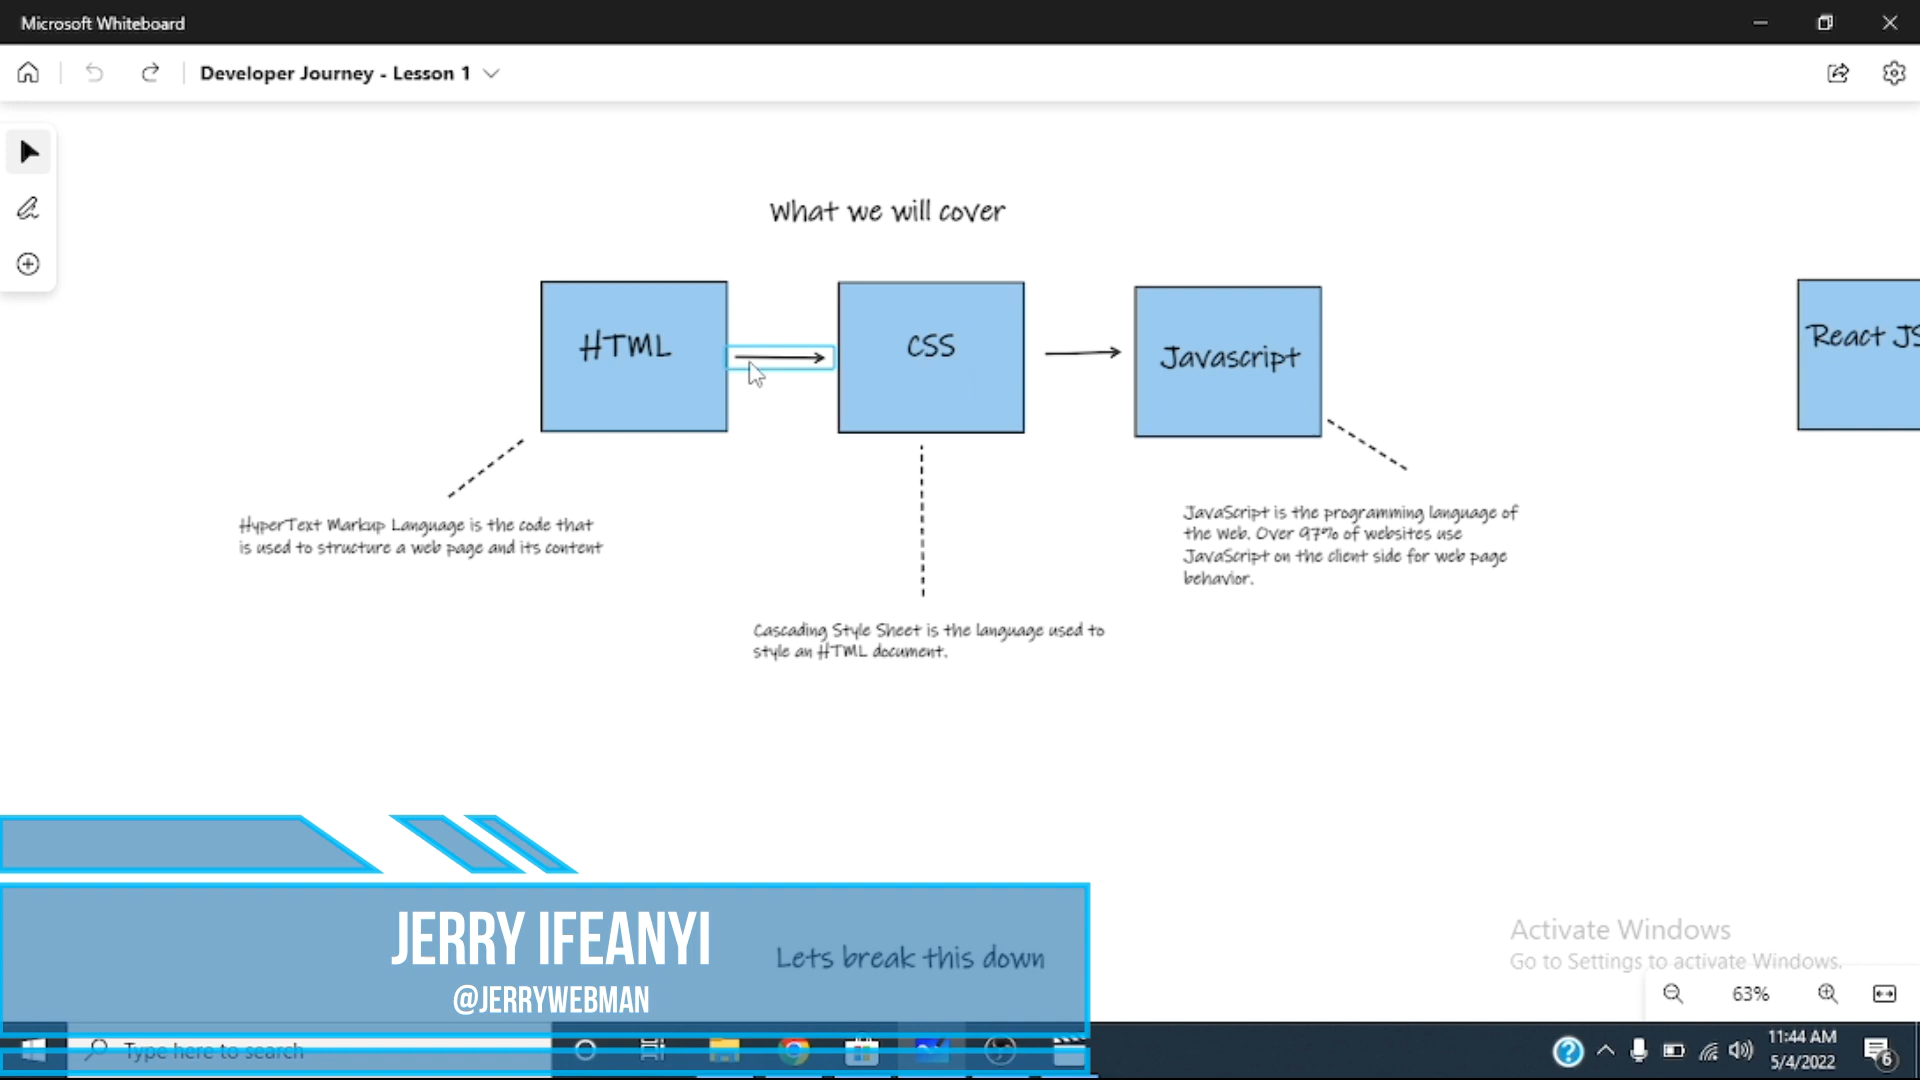 Microsoft Whiteboard
Developer Journey - Lesson 1
What we will cover
HTML
CSS
Javascript
React JS
HyperText Markup Language is the code that
is used to structure a web page and its content
JavaScript is the programming language of
the Web. Over 97% of websites use
JavaScript on the client side for web page
behavior.
Cascading Style Sheet is the language used to
style an HTML document.
JERRY IFEANYI
@JERRYWEBMAN
Lets break this down
Activate Windows
Go to Settings to activate Windows.
63%
Type here to search
11:44 AM
5/4/2022
6